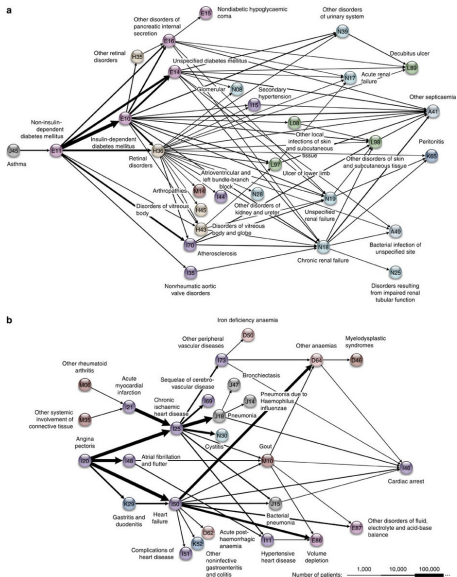 a
Nondiabetic hypoglycaemic
coma
E15
Other disorders of
pancreatic internal
secretion
E16
Other disorders
of urinary system
N39
Other retinal
disorders
H35
Unspecified diabetes mellitus
E14
Decubitus ulcer
L89
Glomerular
N08
Secondary
hypertension
I15
N17
Acute renal
failure
Other septicaemia
A41
Non-insulin-
dependent
diabetes mellitus
E11
E10
Insulin-dependent
diabetes mellitus
L08
Other local
infections of skin
and subcutaneous
tissue
L98
Peritonitis
K65
J45
Asthma
H36
Retinal
disorders
L97
Ulcer of lower limb
Other disorders of skin
and subcutaneous tissue
Atrioventricular and
left bundle-branch
block
Arthropathies
M14
I44
N28
N19
Other disorders of
kidney and ureter
Unspecified
renal failure
Disorders of vitreous
body
H45
H43
Disorders of vitreous
body and globe
A49
Bacterial infection of
unspecified site
I70
Atherosclerosis
N18
Chronic renal failure
I35
Nonrheumatic aortic
valve disorders
N25
Disorders resulting
from impaired renal
tubular function
b
Iron deficiency anaemia
D50
Other peripheral
vascular diseases
I73
Other anaemias
D64
Myelodysplastic
syndromes
D46
Other rheumatoid
arthritis
M06
Acute
myocardial
infarction
I21
Sequelae of cerebro-
vascular disease
I69
Bronchiectasis
J47
J14
Pneumonia due to
Haemophilus
influenzae
Chronic
ischaemic
heart disease
I25
J18
Pneumonia
Other systemic
involvement of
connective tissue
M35
N30
Cystitis
Gout
M10
Angina
pectoris
I20
I48
Atrial fibrillation
and flutter
I46
Cardiac arrest
K29
Gastritis and
duodenitis
I50
Heart
failure
J15
Bacterial
pneumonia
E87
Other disorders of fluid,
electrolyte and acid-base
balance
Acute post-
haemorrhagic
anaemia
D62
K52
Other
noninfective
gastroenteritis
and colitis
I51
Complications of heart
disease
I11
Hypertensive
heart disease
E86
Volume
depletion
Number of patients:
1,000
10,000
100,000